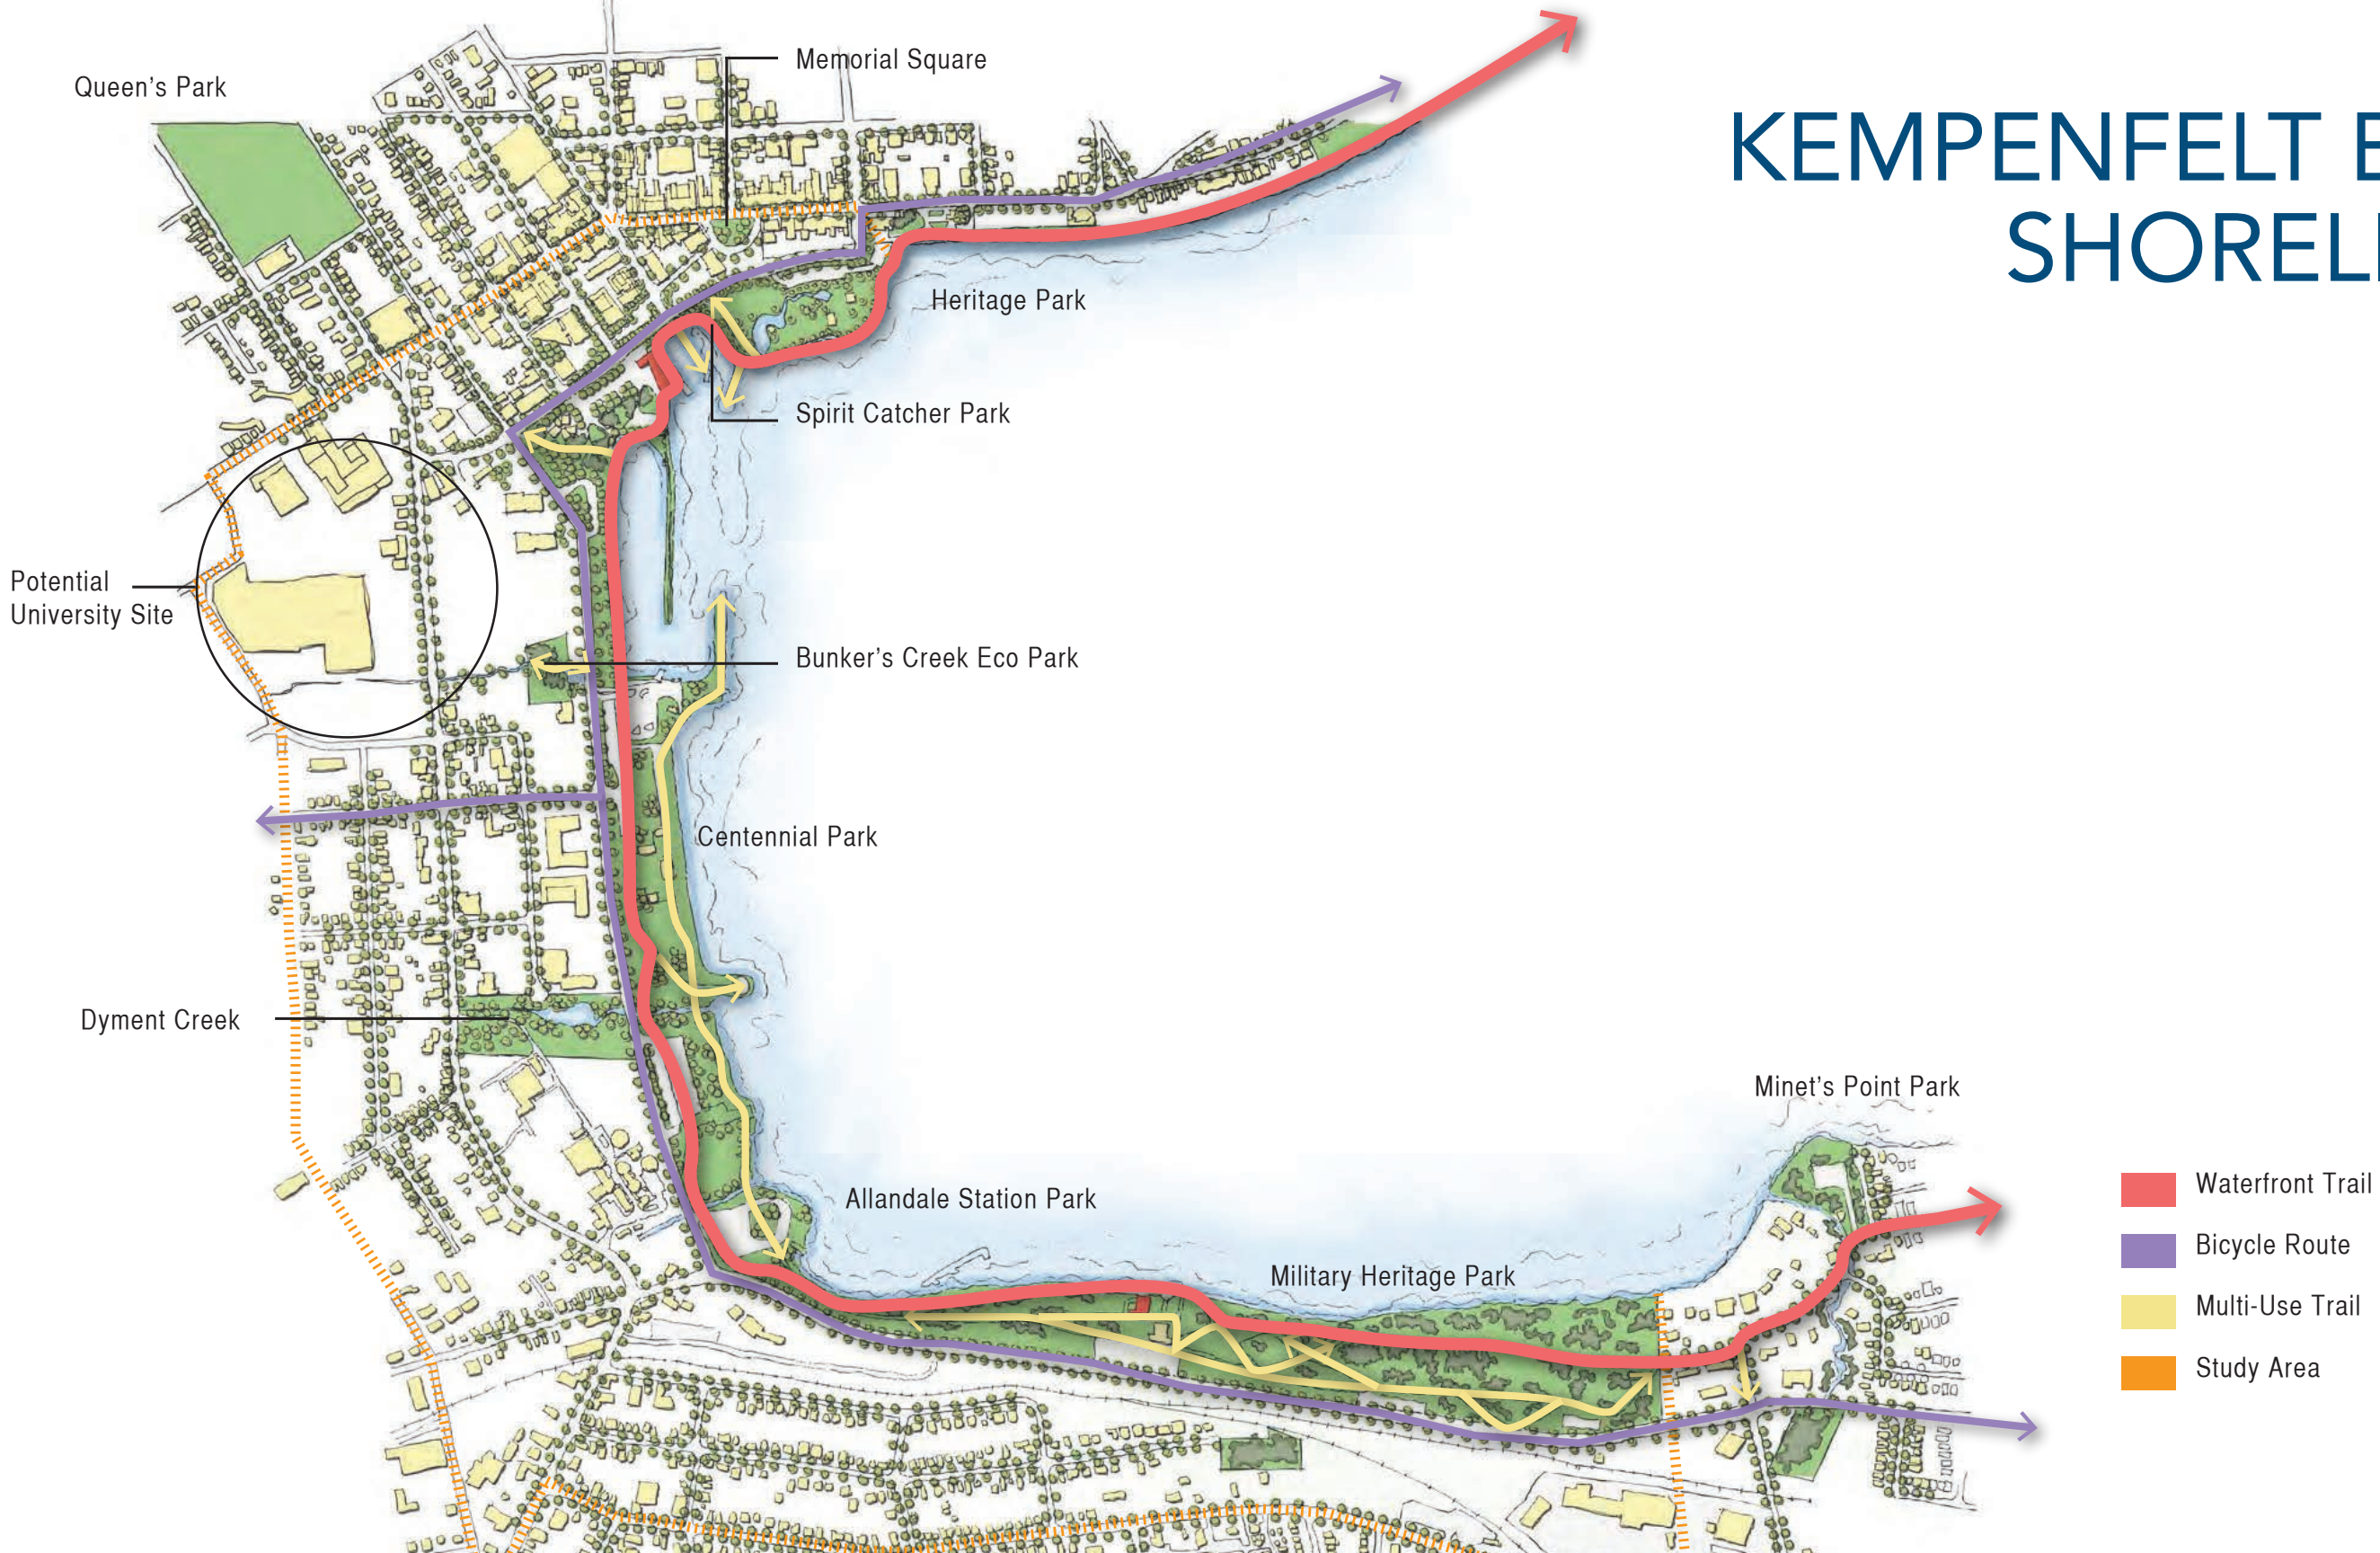 KEMPENFELT
SHOREL
Memorial Square
Queen's Park
Heritage Park
Spirit Catcher Park
Potential
University Site
Bunker's Creek Eco Park
Centennial Park
Dyment Creek
Minet's Point Park
Allandale Station Park
Military Heritage Park
Waterfront Trail
Bicycle Route
Multi-Use Trail
Study Area